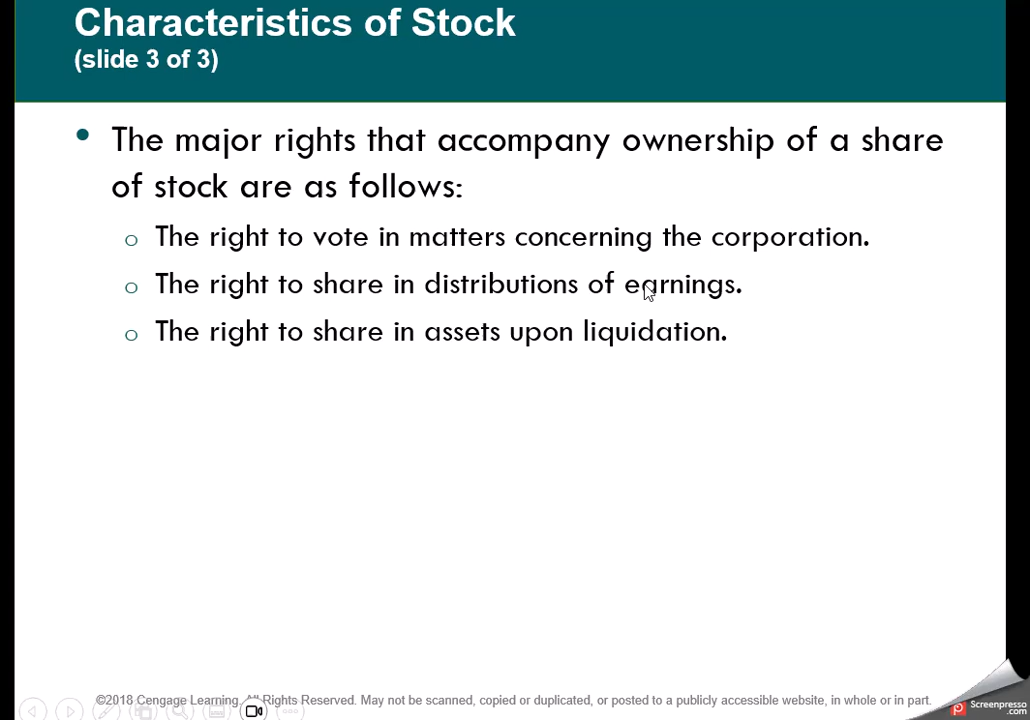 Characteristics of Stock
(slide 3 of 3)
• The major rights that accompany ownership of a share
of stock are as follows:
o The right to vote in matters concerning the corporation.
o The right to share in distributions of earnings.
o The right to share in assets upon liquidation.
©2018 Cengage Learning. All Rights Reserved. May not be scanned, copied or duplicated, or posted to a publicly accessible website, in whole or in part.
Screenpresso
.com